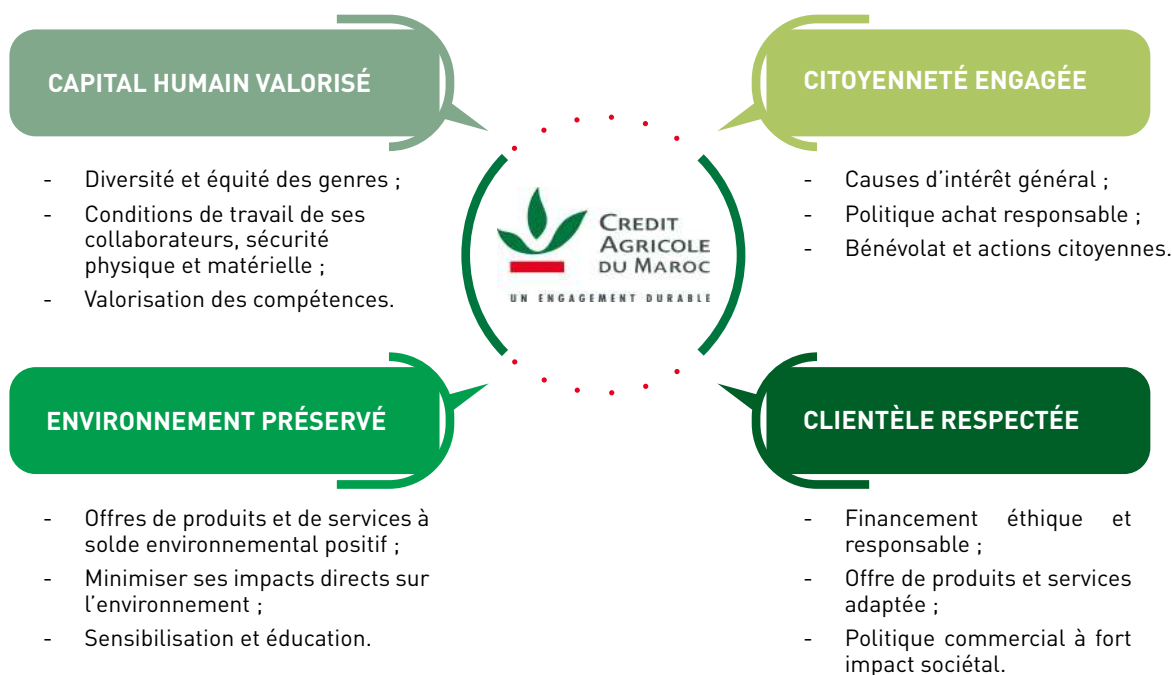 CAPITAL HUMAIN VALORISÉ
- Diversité et équité des genres ;
- Conditions de travail de ses
collaborateurs, sécurité
physique et matérielle ;
- Valorisation des compétences.
CITOYENNETÉ ENGAGÉE
- Causes d'intérêt général ;
- Politique achat responsable ;
- Bénévolat et actions citoyennes.
CREDIT
AGRICOLE
DU MAROC
UN ENGAGEMENT DURABLE
ENVIRONNEMENT PRÉSERVÉ
- Offres de produits et de services à
solde environnemental positif ;
- Minimiser ses impacts directs sur
l'environnement ;
- Sensibilisation et éducation.
CLIENTÈLE RESPECTÉE
- Financement éthique et
responsable ;
- Offre de produits et services
adaptée ;
- Politique commercial à fort
impact sociétal.